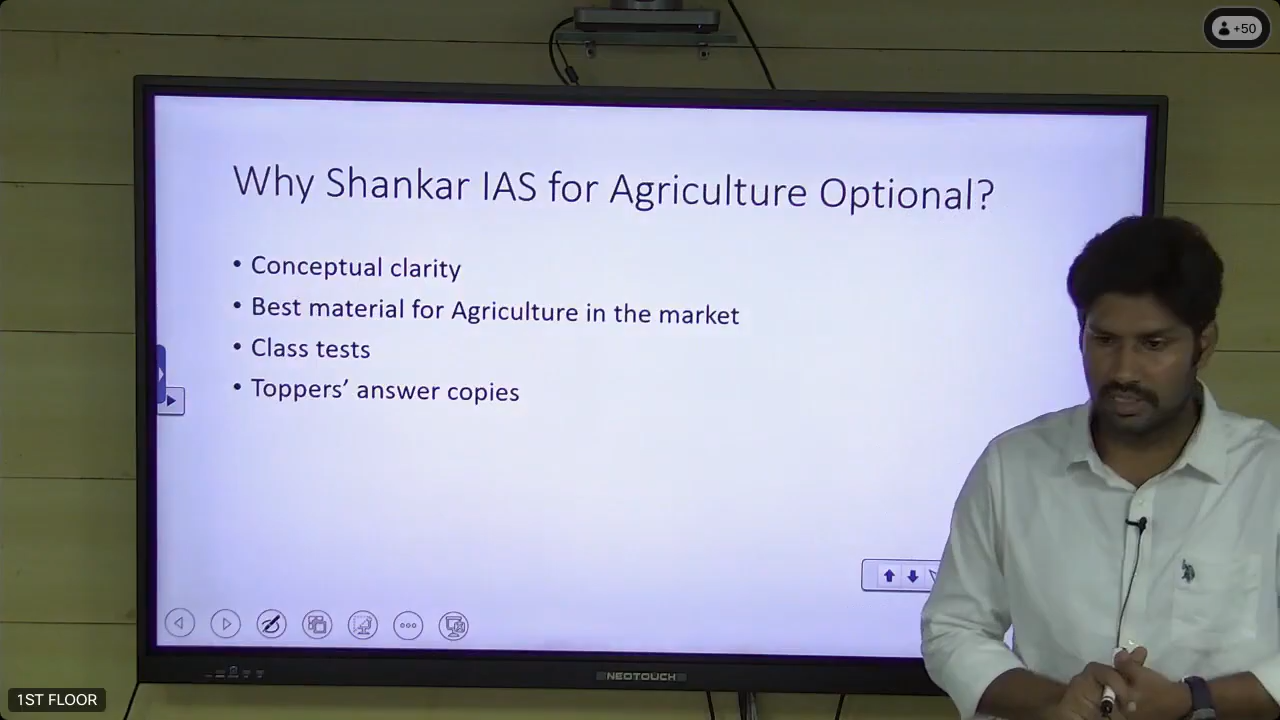 +50
Why Shankar IAS for Agriculture Optional?
• Conceptual clarity
• Best material for Agriculture in the market
• Class tests
• Toppers’ answer copies
NEOTOUCH
1ST FLOOR